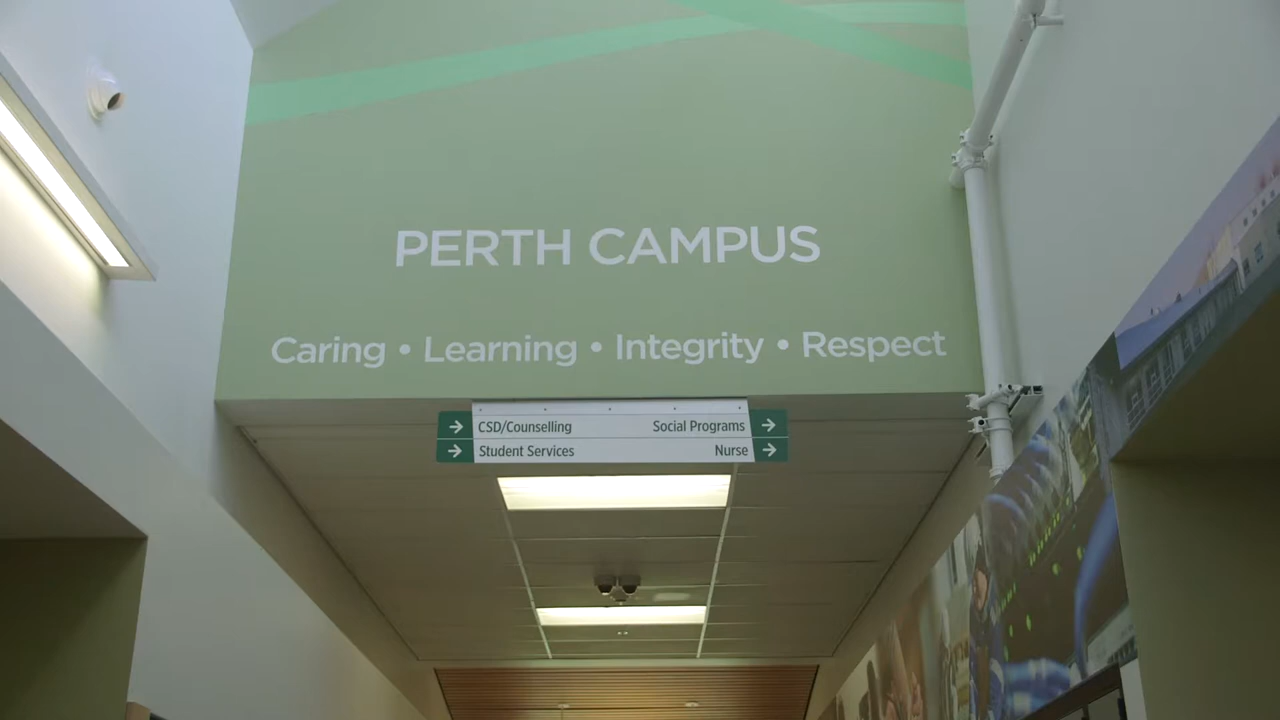 PERTH CAMPUS
Caring • Learning • Integrity • Respect
CSD/Counselling Social Programs
Student Services Nurse